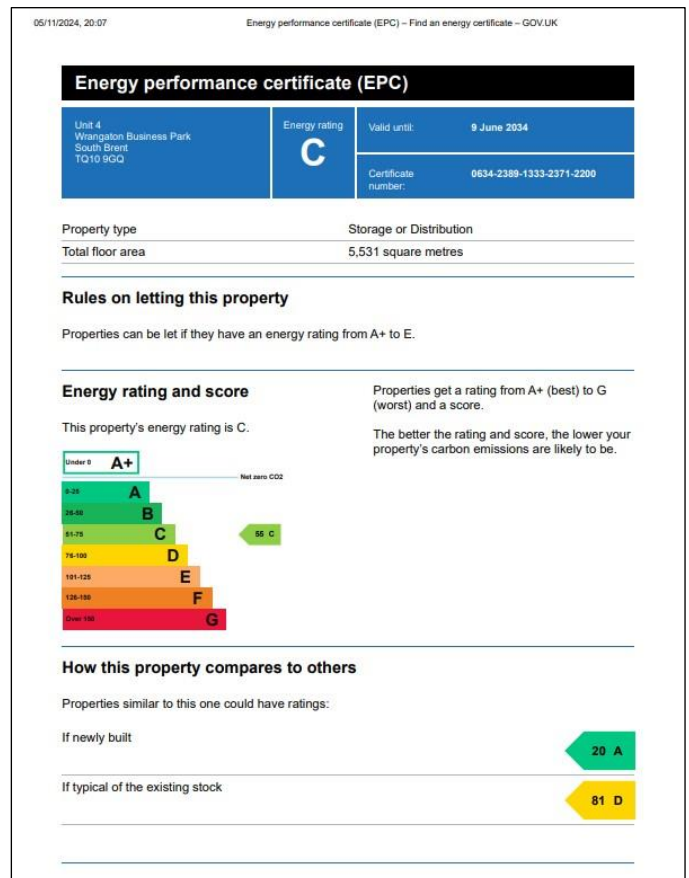 05/11/2024, 20:07 Energy performance certificate (EPC) – Find an energy certificate – GOV.UK
Energy performance certificate (EPC)
Unit 4
Wrangaton Business Park
South Brent
TQ10 9GQ
Energy rating
C
Valid until: 9 June 2034
Certificate
number: 0634-2389-1333-2371-2200
Property type Storage or Distribution
Total floor area 5,531 square metres
Rules on letting this property
Properties can be let if they have an energy rating from A+ to E.
Energy rating and score
This property's energy rating is C.
Under 0 A+
Net zero CO2
0-25 A
26-50 B
51-75 C
55 C
76-100 D
101-125 E
126-150 F
Over 150 G
Properties get a rating from A+ (best) to G
(worst) and a score.
The better the rating and score, the lower your
property's carbon emissions are likely to be.
How this property compares to others
Properties similar to this one could have ratings:
If newly built
20 A
If typical of the existing stock
81 D